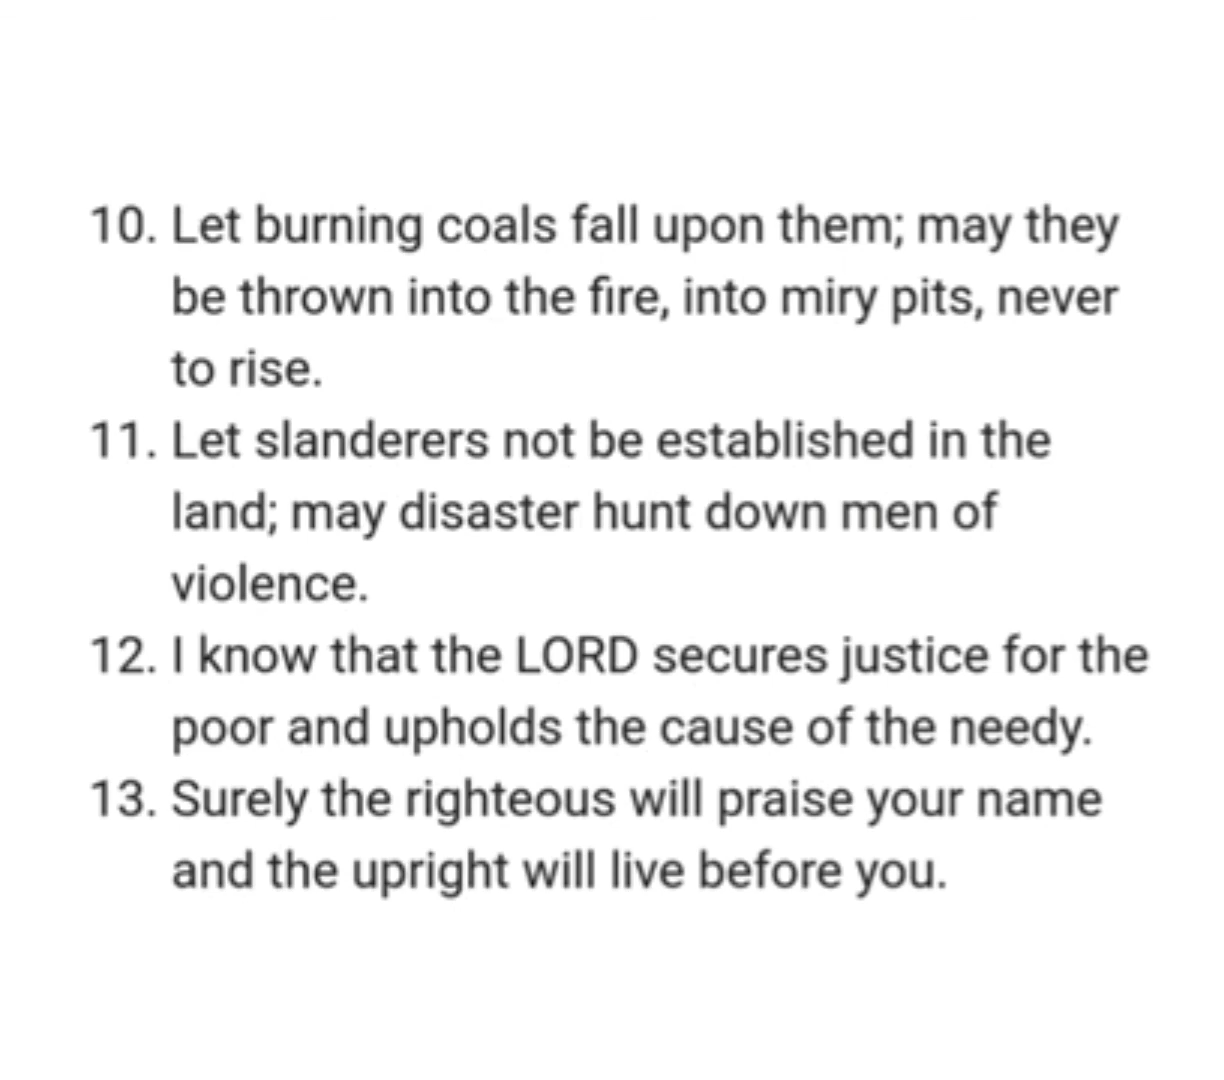 10. Let burning coals fall upon them; may they
be thrown into the fire, into miry pits, never
to rise.
11. Let slanderers not be established in the
land; may disaster hunt down men of
violence.
12. I know that the LORD secures justice for the
poor and upholds the cause of the needy.
13. Surely the righteous will praise your name
and the upright will live before you.